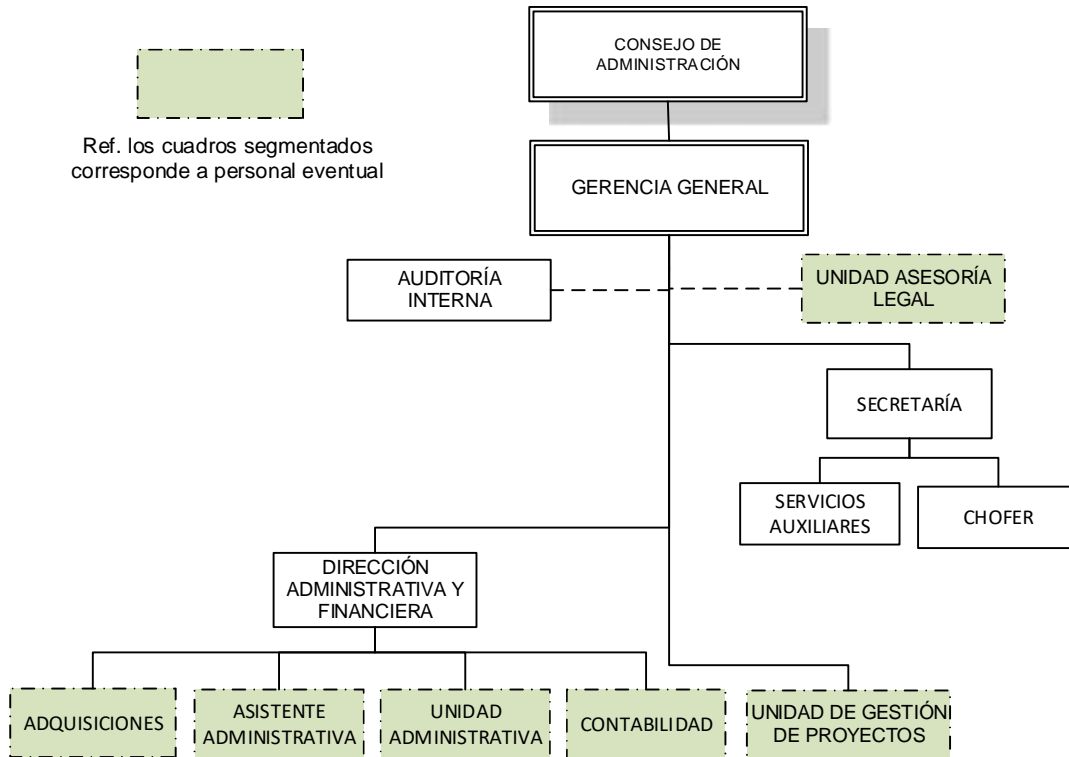 CONSEJO DE
ADMINISTRACIÓN
Ref. los cuadros segmentados
corresponde a personal eventual
GERENCIA GENERAL
AUDITORÍA
INTERNA
UNIDAD ASESORÍA
LEGAL
SECRETARÍA
SERVICIOS
AUXILIARES
CHOFER
DIRECCIÓN
ADMINISTRATIVA Y
FINANCIERA
ADQUISICIONES
ASISTENTE
ADMINISTRATIVA
UNIDAD
ADMINISTRATIVA
CONTABILIDAD
UNIDAD DE GESTIÓN
DE PROYECTOS